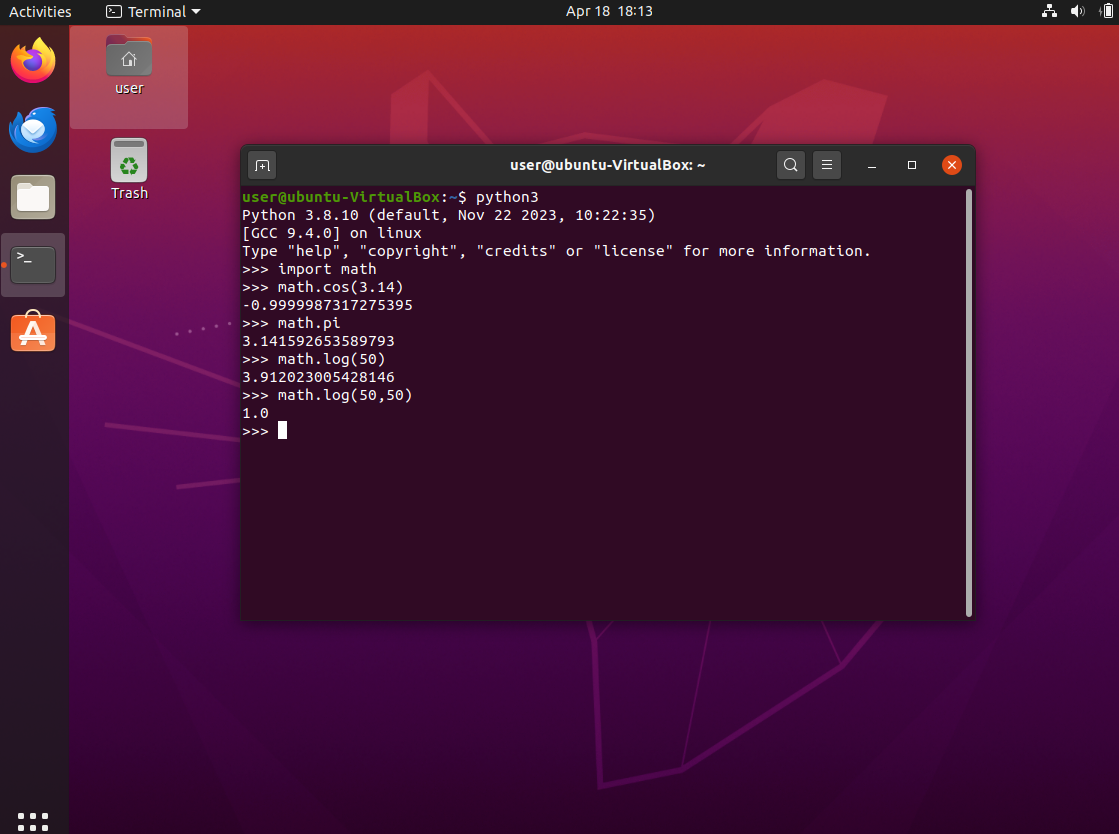 Activities
Terminal
Apr 18 18:13
user
Trash
user@ubuntu-VirtualBox: ~
user@ubuntu-VirtualBox:~$ python3
Python 3.8.10 (default, Nov 22 2023, 10:22:35)
[GCC 9.4.0] on linux
Type "help", "copyright", "credits" or "license" for more information.
>>> import math
>>> math.cos(3.14)
-0.9999987317275395
>>> math.pi
3.141592653589793
>>> math.log(50)
3.912023005428146
>>> math.log(50,50)
1.0
>>>